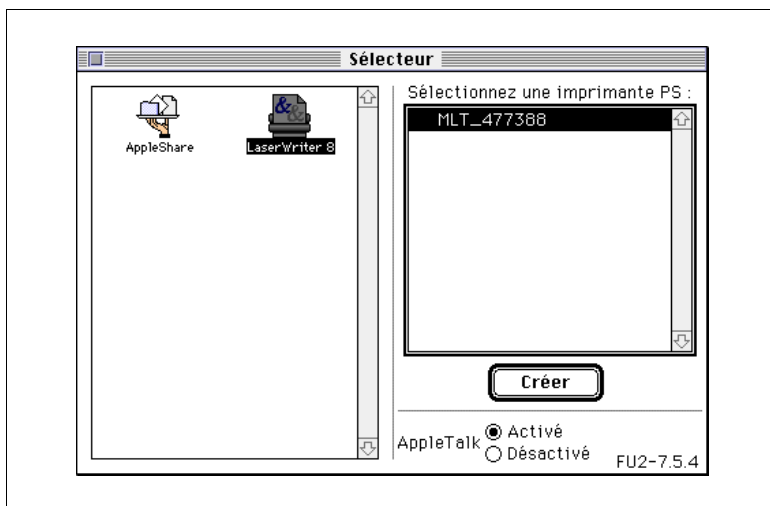 Sélecteur
AppleShare
LaserWriter 8
Sélectionnez une imprimante PS :
MLT_477388
Créer
AppleTalk
Activé
Désactivé
FU2-7.5.4